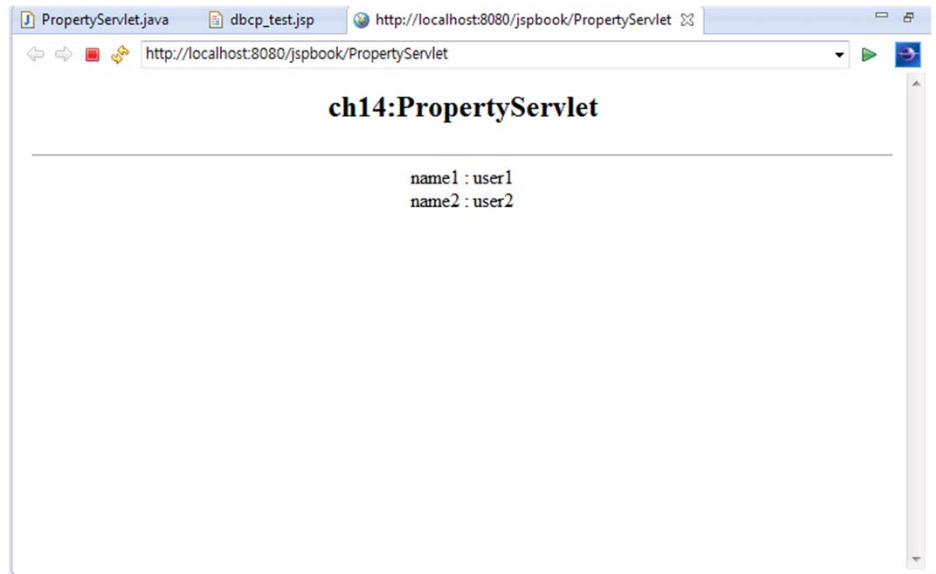 PropertyServlet.java
dbcp_test.jsp
http://localhost:8080/jspbook/PropertyServlet
http://localhost:8080/jspbook/PropertyServlet
ch14:PropertyServlet
name1 : user1
name2 : user2